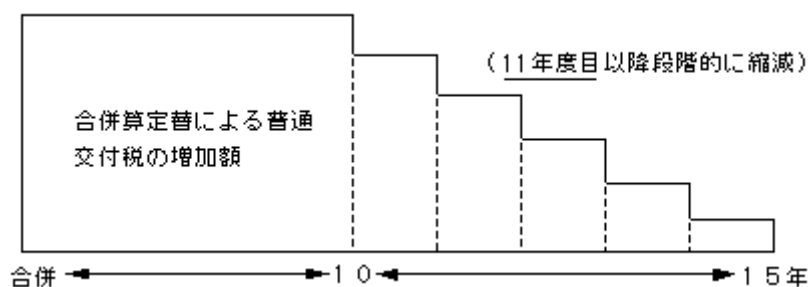 （11年度目以降段階的に縮減）
合併算定替による普通
交付税の増加額
合併 １０ １５年